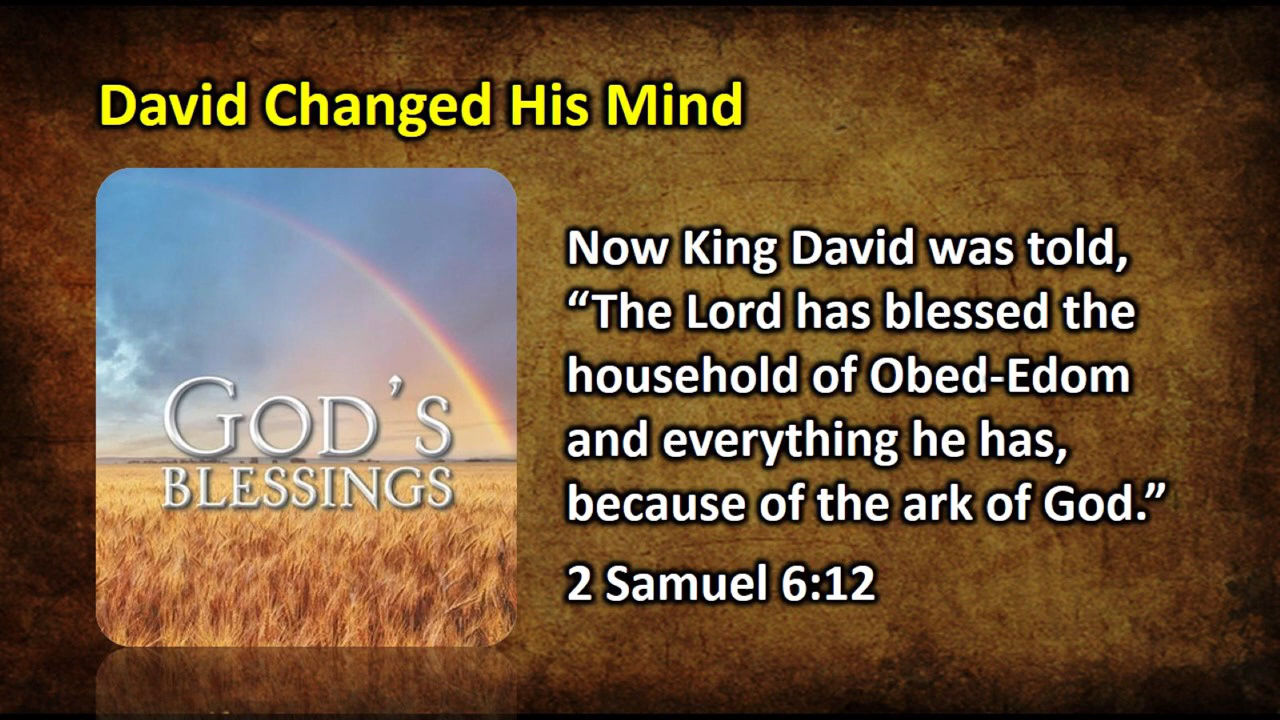 David Changed His Mind
GOD'S
BLESSINGS
Now King David was told,
“The Lord has blessed the
household of Obed-Edom
and everything he has,
because of the ark of God.”
2 Samuel 6:12